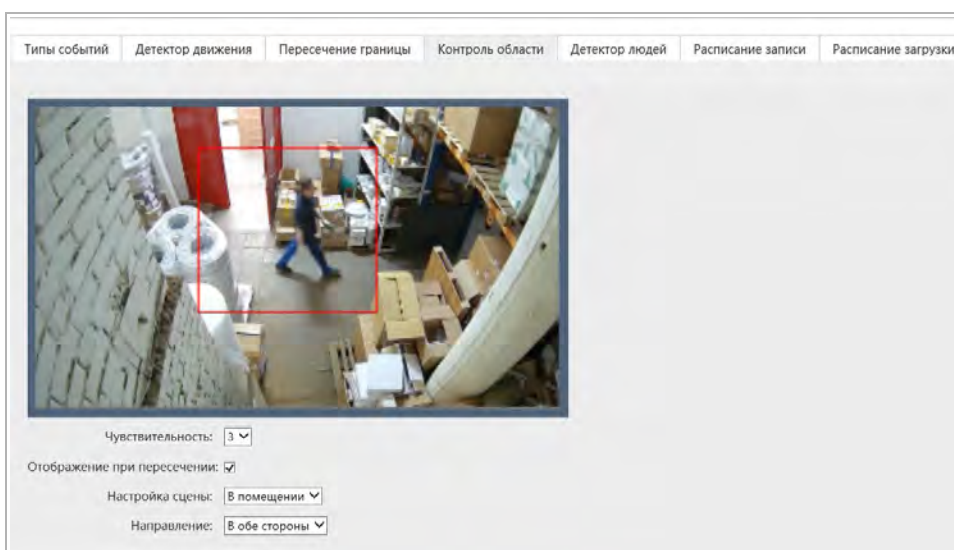 Типы событий Детектор движения Пересечение границы Контроль области Детектор людей Расписание записи Расписание загрузки
Чувствительность: 3
Отображение при пересечении:
Настройка сцены: В помещении
Направление: В обе стороны